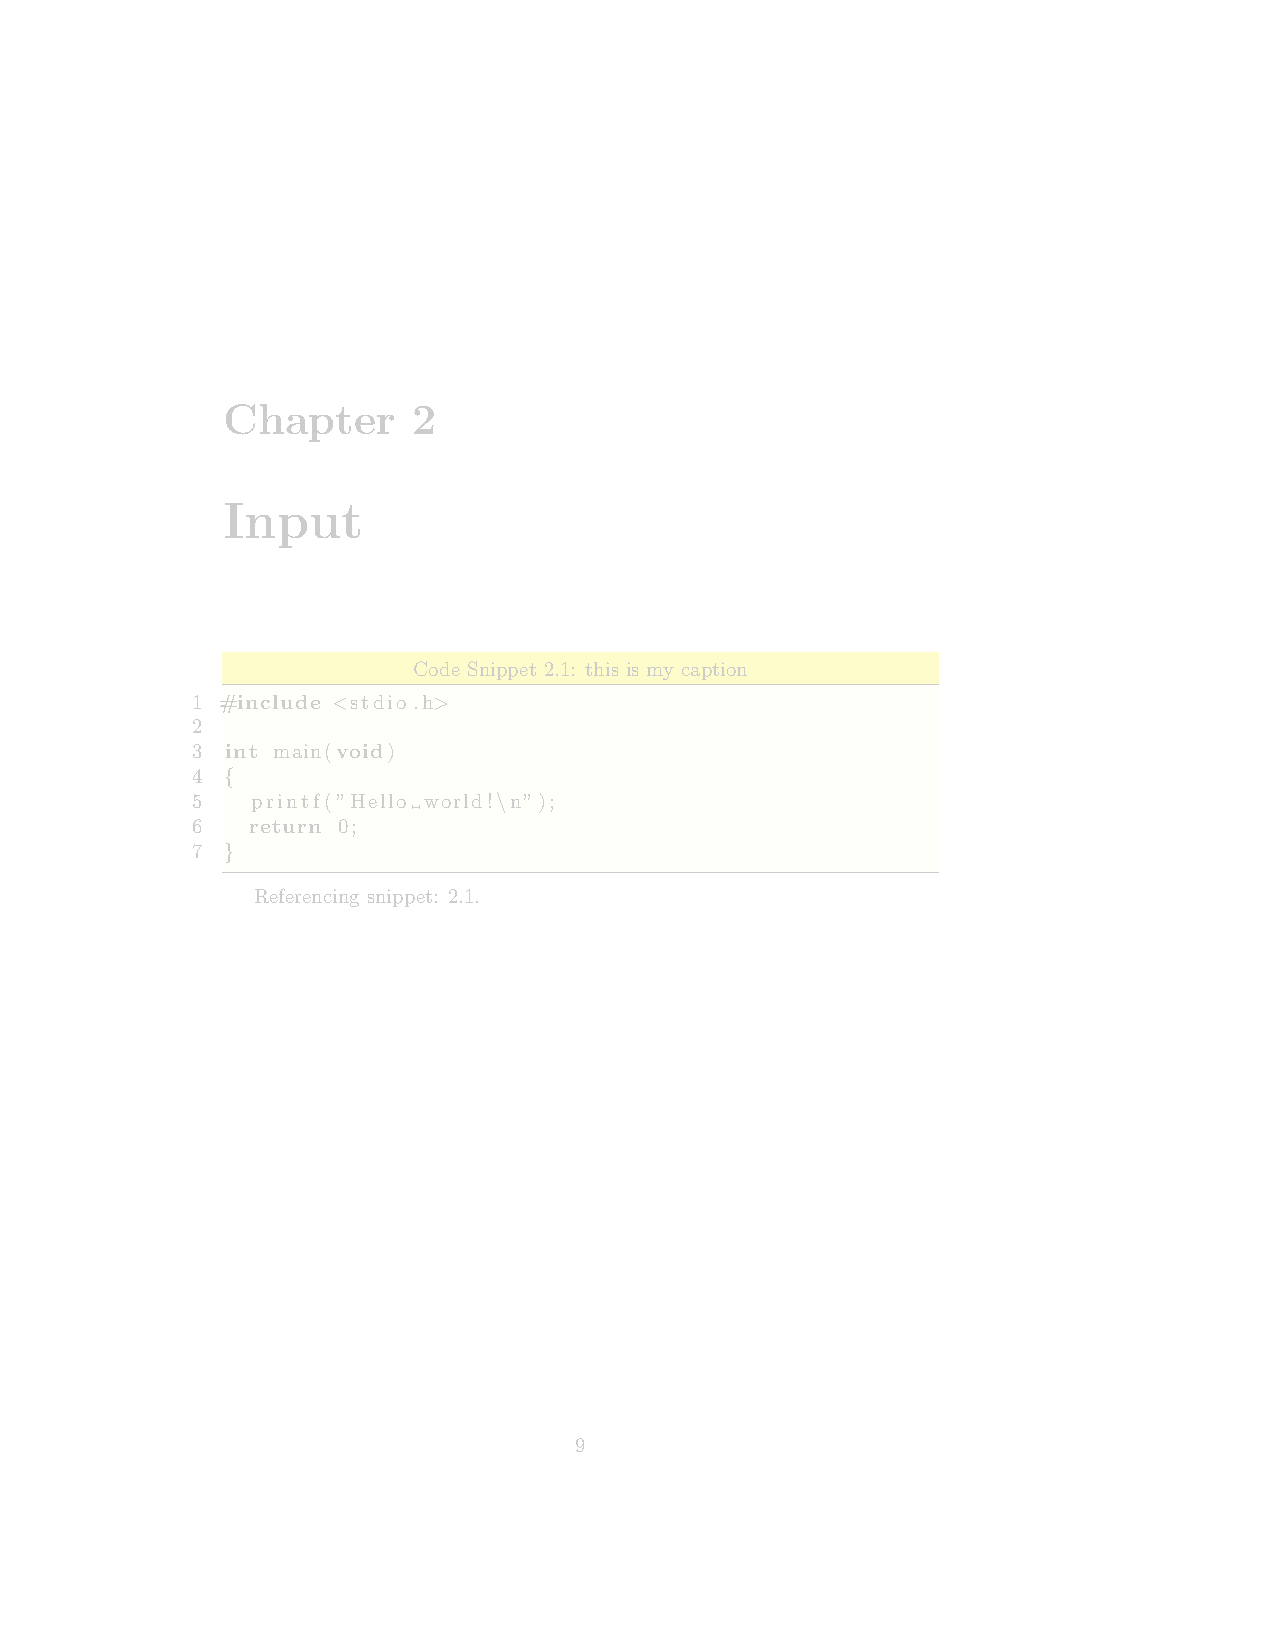 Chapter 2
Input
Code Snippet 2.1: this is my caption
1 #include <stdio.h>
2
3 int main(void)
4 {
5   printf("Hello␣world!\n");
6   return 0;
7 }
Referencing snippet: 2.1.
9